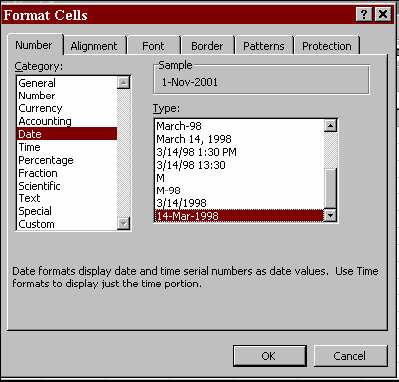 Format Cells
Number Alignment Font Border Patterns Protection
Category:
General
Number
Currency
Accounting
Date
Time
Percentage
Fraction
Scientific
Text
Special
Custom
Sample
1-Nov-2001
Type:
March-98
March 14, 1998
3/14/98 1:30 PM
3/14/98 13:30
M
M-98
3/14/1998
14-Mar-1998
Date formats display date and time serial numbers as date values. Use Time
formats to display just the time portion.
OK Cancel